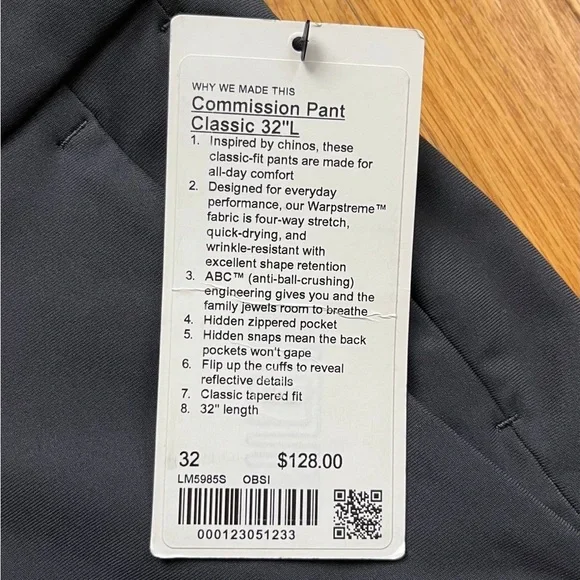 WHY WE MADE THIS
Commission Pant
Classic 32"L
1. Inspired by chinos, these
classic-fit pants are made for
all-day comfort
2. Designed for everyday
performance, our Warpstreme™
fabric is four-way stretch,
quick-drying, and
wrinkle-resistant with
excellent shape retention
3. ABC™ (anti-ball-crushing)
engineering gives you and the
family jewels room to breathe
4. Hidden zippered pocket
5. Hidden snaps mean the back
pockets won't gape
6. Flip up the cuffs to reveal
reflective details
7. Classic tapered fit
8. 32" length
32 $128.00
LM5985S OBSI
000123051233